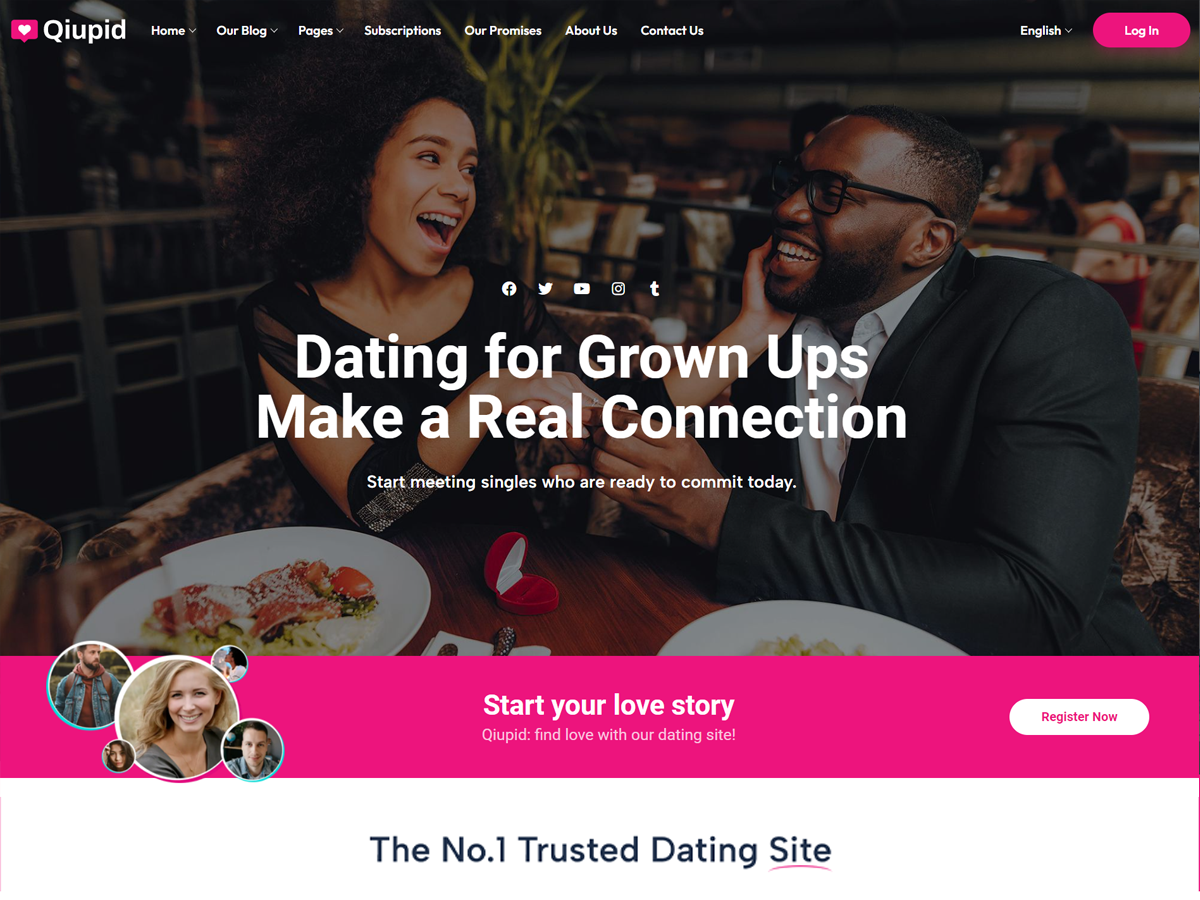 Qiupid
Home Our Blog Pages Subscriptions Our Promises About Us Contact Us
English Log In
Dating for Grown Ups
Make a Real Connection
Start meeting singles who are ready to commit today.
Start your love story
Qiupid: find love with our dating site!
Register Now
The No.1 Trusted Dating Site